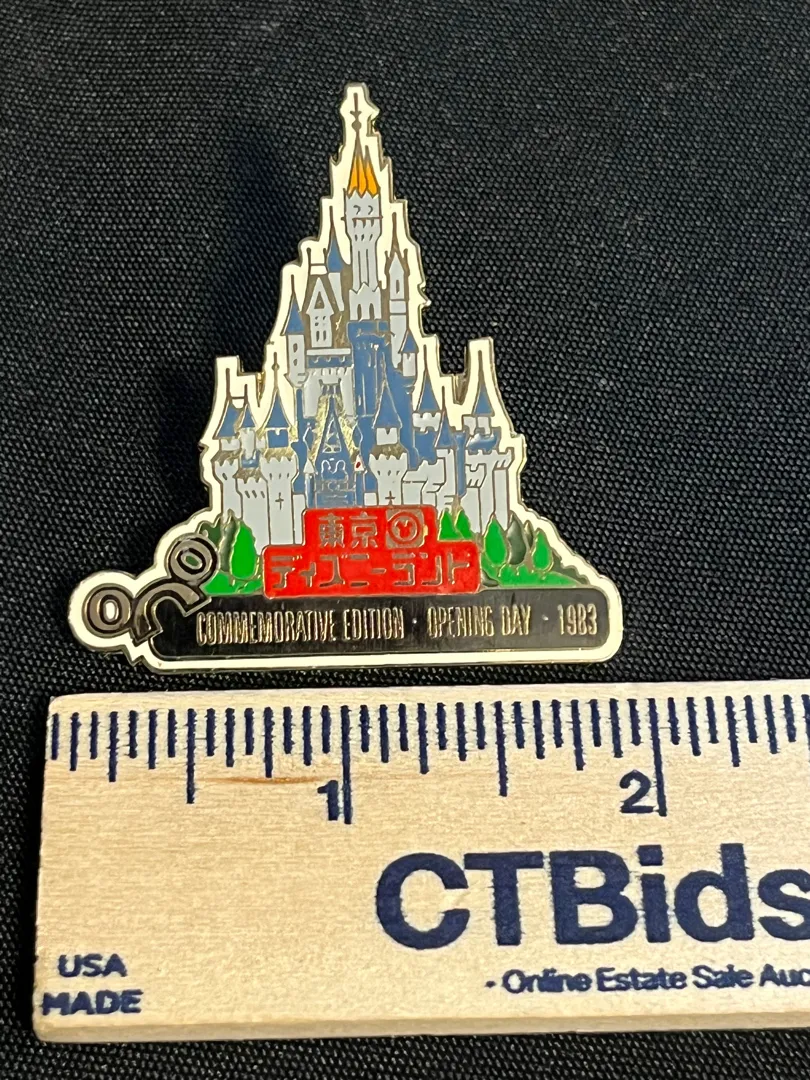 東京
ディズニーランド
COMMEMORATIVE EDITION · OPENING DAY · 1983
1 2
CTBids
USA
MADE
· Online Estate Sale Auc